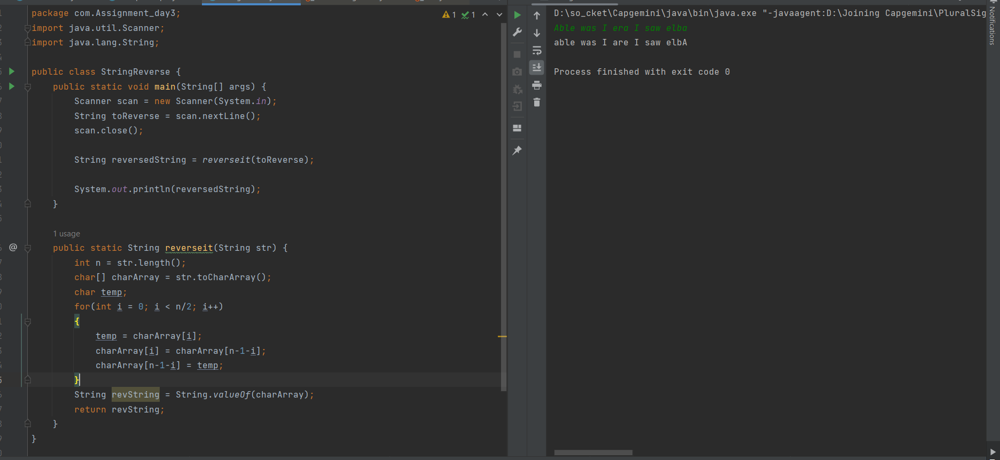 package com.Assignment_day3;
import java.util.Scanner;
import java.lang.String;
public class StringReverse {
public static void main(String[] args) {
Scanner scan = new Scanner(System.in);
String toReverse = scan.nextLine();
scan.close();
String reversedString = reverseit(toReverse);
System.out.println(reversedString);
}
1 usage
@ public static String reverseit(String str) {
int n = str.length();
char[] charArray = str.toCharArray();
char temp;
for(int i = 0; i < n/2; i++)
{
temp = charArray[i];
charArray[i] = charArray[n-1-i];
charArray[n-1-i] = temp;
}
String revString = String.valueOf(charArray);
return revString;
}
}
1 1
D:\so_cket\Capgemini\java\bin\java.exe "-javaagent:D:\Joining Capgemini\PluralSig
Able was I era I saw elba
able was I are I saw elbA
Process finished with exit code 0
Notifications